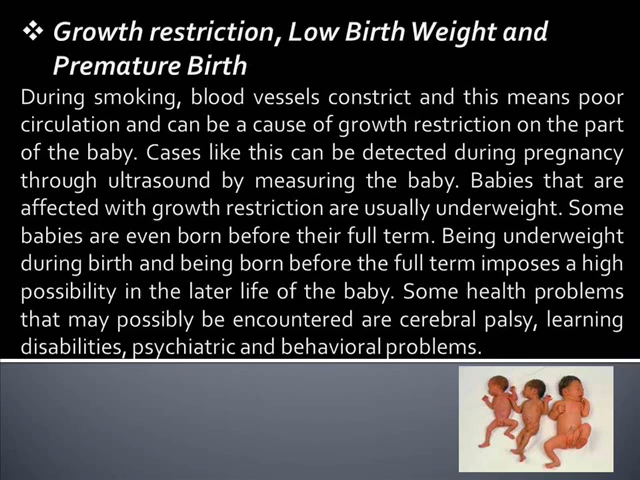 ❖ Growth restriction, Low Birth Weight and
Premature Birth
During smoking, blood vessels constrict and this means poor
circulation and can be a cause of growth restriction on the part
of the baby. Cases like this can be detected during pregnancy
through ultrasound by measuring the baby. Babies that are
affected with growth restriction are usually underweight. Some
babies are even born before their full term. Being underweight
during birth and being born before the full term imposes a high
possibility in the later life of the baby. Some health problems
that may possibly be encountered are cerebral palsy, learning
disabilities, psychiatric and behavioral problems.